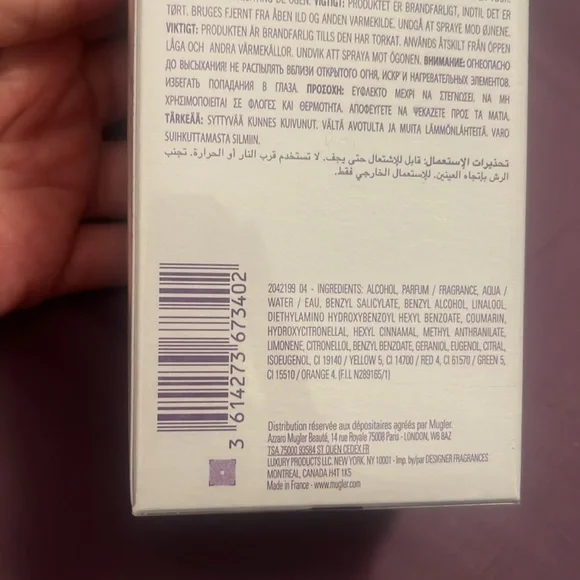 VIGTIGT: PRODUKTET ER BRANDFARLIGT, INDTIL DET ER
TØRT. BRUGES FJERNT FRA ÅBEN ILD OG ANDEN VARMEKILDE. UNDGÅ AT SPRAYE MOD ØJNENE.
VIKTIGT: PRODUKTEN ÄR BRANDFARLIG TILLS DEN HAR TORKAT. ANVÄNDS ÅTSKILT FRÅN ÖPPEN
LÅGA OCH ANDRA VÄRMEKÄLLOR. UNDVIK ATT SPRAYA MOT ÖGONEN. ВНИМАНИЕ: ОГНЕОПАСНО
ДО ВЫСЫХАНИЯ! НЕ РАСПЫЛЯТЬ ВБЛИЗИ ОТКРЫТОГО ОГНЯ, ИСКР И НАГРЕВАТЕЛЬНЫХ ЭЛЕМЕНТОВ.
ИЗБЕГАТЬ ПОПАДАНИЯ В ГЛАЗА. ΠΡΟΣΟΧΗ: ΕΥΦΛΕΚΤΟ ΜΕΧΡΙ ΝΑ ΣΤΕΓΝΩΣΕΙ. ΝΑ ΜΗ
ΧΡΗΣΙΜΟΠΟΙΕΙΤΑΙ ΣΕ ΦΛΟΓΕΣ ΚΑΙ ΘΕΡΜΟΤΗΤΑ. ΑΠΟΦΕΥΓΕΤΕ ΝΑ ΨΕΚΑΖΕΤΕ ΠΡΟΣ ΤΑ ΜΑΤΙΑ.
TÄRKEÄÄ: SYTTYVÄÄ KUNNES KUIVUNUT. VÄLTÄ AVOTULTA JA MUITA LÄMMÖNLÄHTEITÄ. VARO
SUIHKUTTAMASTA SILMIIN.
تحذيرات الإستعمال: قابل للإشتعال حتى يجف. لا تستخدم قرب النار أو الحرارة. تجنب
الرش بإتجاه العينين. للإستعمال الخارجي فقط.
3 614273 673402
2042199 04 - INGREDIENTS: ALCOHOL, PARFUM / FRAGRANCE, AQUA /
WATER / EAU, BENZYL SALICYLATE, BENZYL ALCOHOL, LINALOOL,
DIETHYLAMINO HYDROXYBENZOYL HEXYL BENZOATE, COUMARIN,
HYDROXYCITRONELLAL, HEXYL CINNAMAL, METHYL ANTHRANILATE,
LIMONENE, CITRONELLOL, BENZYL BENZOATE, GERANIOL, EUGENOL, CITRAL,
ISOEUGENOL, CI 19140 / YELLOW 5, CI 14700 / RED 4, CI 61570 / GREEN 5,
CI 15510 / ORANGE 4. (F.I.L N289165/1)
Distribution réservée aux dépositaires agréés par Mugler.
Azzaro Mugler Beauté, 14 rue Royale 75008 Paris - LONDON, W6 8AZ
TSA 75000 93584 ST OUEN CEDEX FR
LUXURY PRODUCTS LLC. NEW YORK, NY 10001 - Imp. by/par DESIGNER FRAGRANCES
MONTREAL, CANADA H4T 1K5
Made in France - www.mugler.com